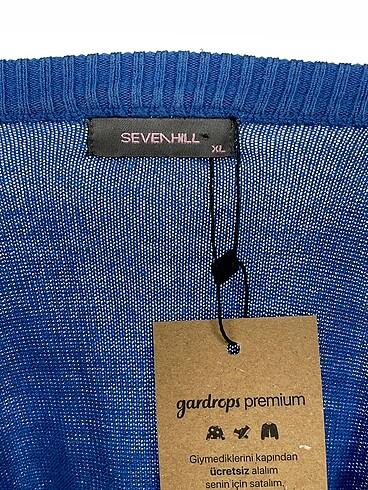 SEVENHILL
XL
gardrops premium
Giymediklerini kapından
ücretsiz alalım
senin için satalım.